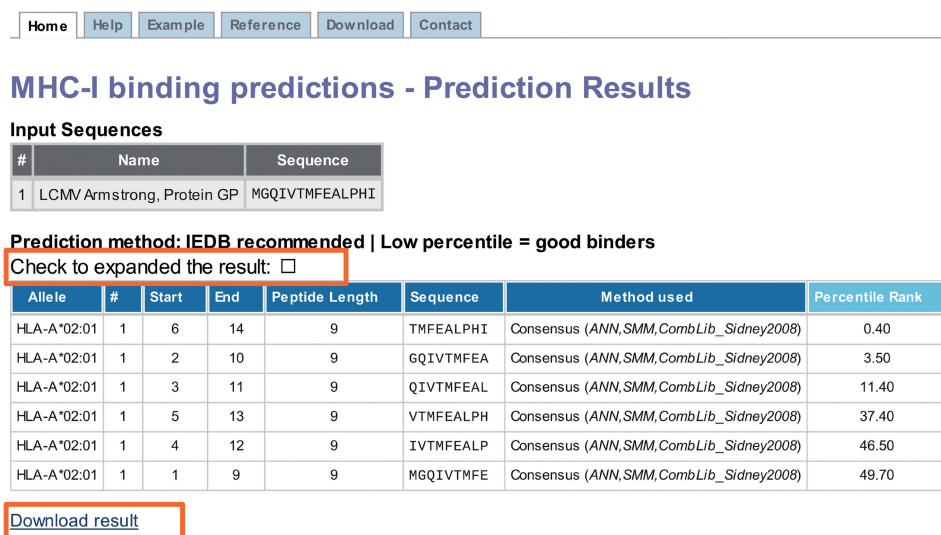 Home Help Example Reference Download Contact
MHC-I binding predictions - Prediction Results
Input Sequences
# Name Sequence
1 LCMV Armstrong, Protein GP MGQIVTMFEALPHI
Prediction method: IEDB recommended | Low percentile = good binders
Check to expanded the result:
Allele # Start End Peptide Length Sequence Method used Percentile Rank
HLA-A*02:01 1 6 14 9 TMFEALPHI Consensus (ANN,SMM,CombLib_Sidney2008) 0.40
HLA-A*02:01 1 2 10 9 GQIVTMFEA Consensus (ANN,SMM,CombLib_Sidney2008) 3.50
HLA-A*02:01 1 3 11 9 QIVTMFEAL Consensus (ANN,SMM,CombLib_Sidney2008) 11.40
HLA-A*02:01 1 5 13 9 VTMFEALPH Consensus (ANN,SMM,CombLib_Sidney2008) 37.40
HLA-A*02:01 1 4 12 9 IVTMFEALP Consensus (ANN,SMM,CombLib_Sidney2008) 46.50
HLA-A*02:01 1 1 9 9 MGQIVTMFE Consensus (ANN,SMM,CombLib_Sidney2008) 49.70
Download result